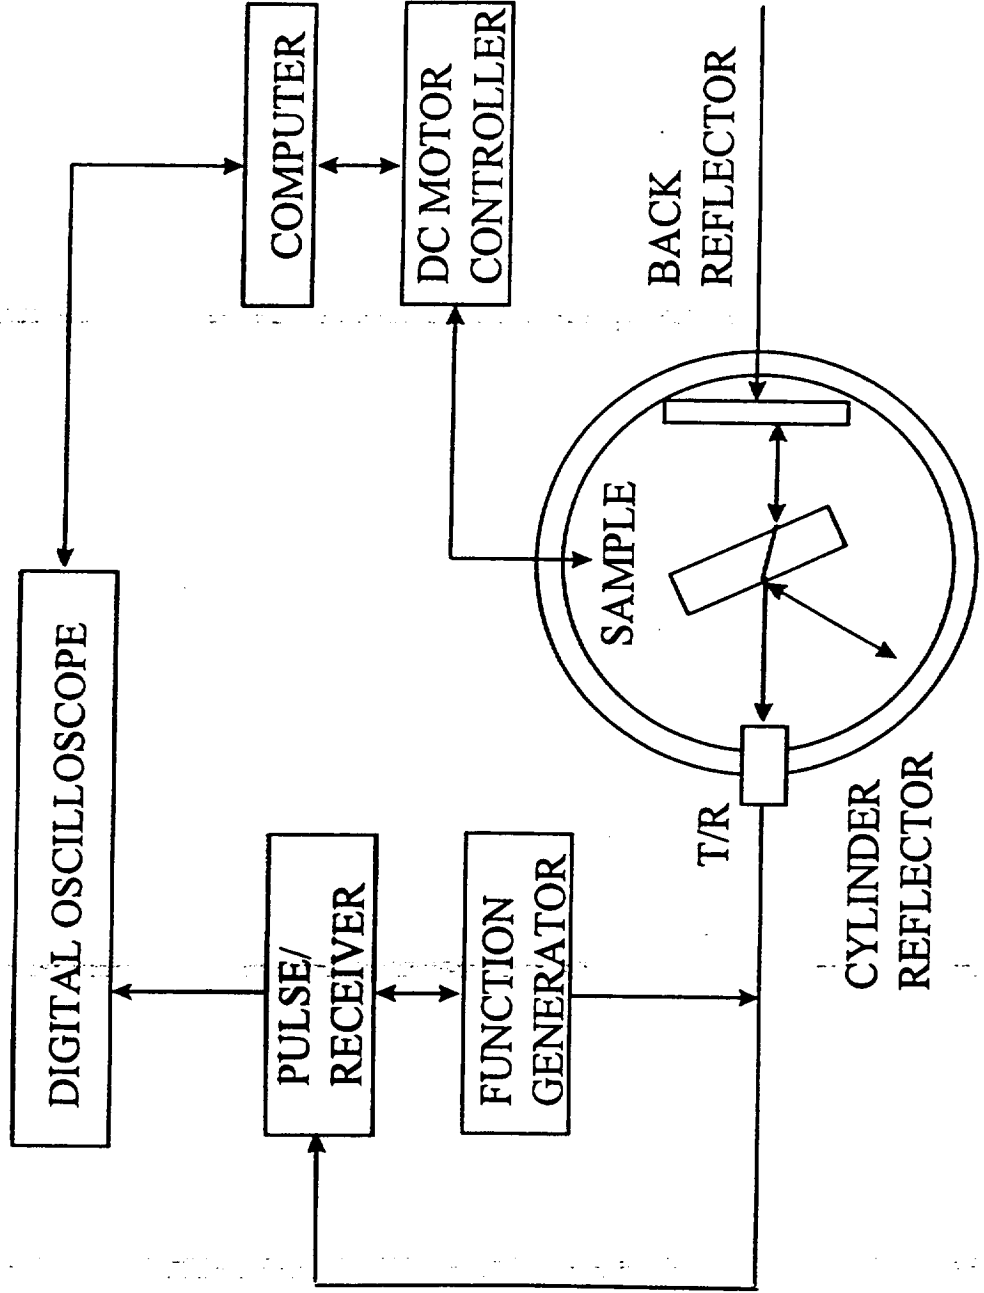 DIGITAL OSCILLOSCOPE
PULSE/
RECEIVER
COMPUTER
FUNCTION
GENERATOR
DC MOTOR
CONTROLLER
SAMPLE
T/R
BACK
REFLECTOR
CYLINDER
REFLECTOR